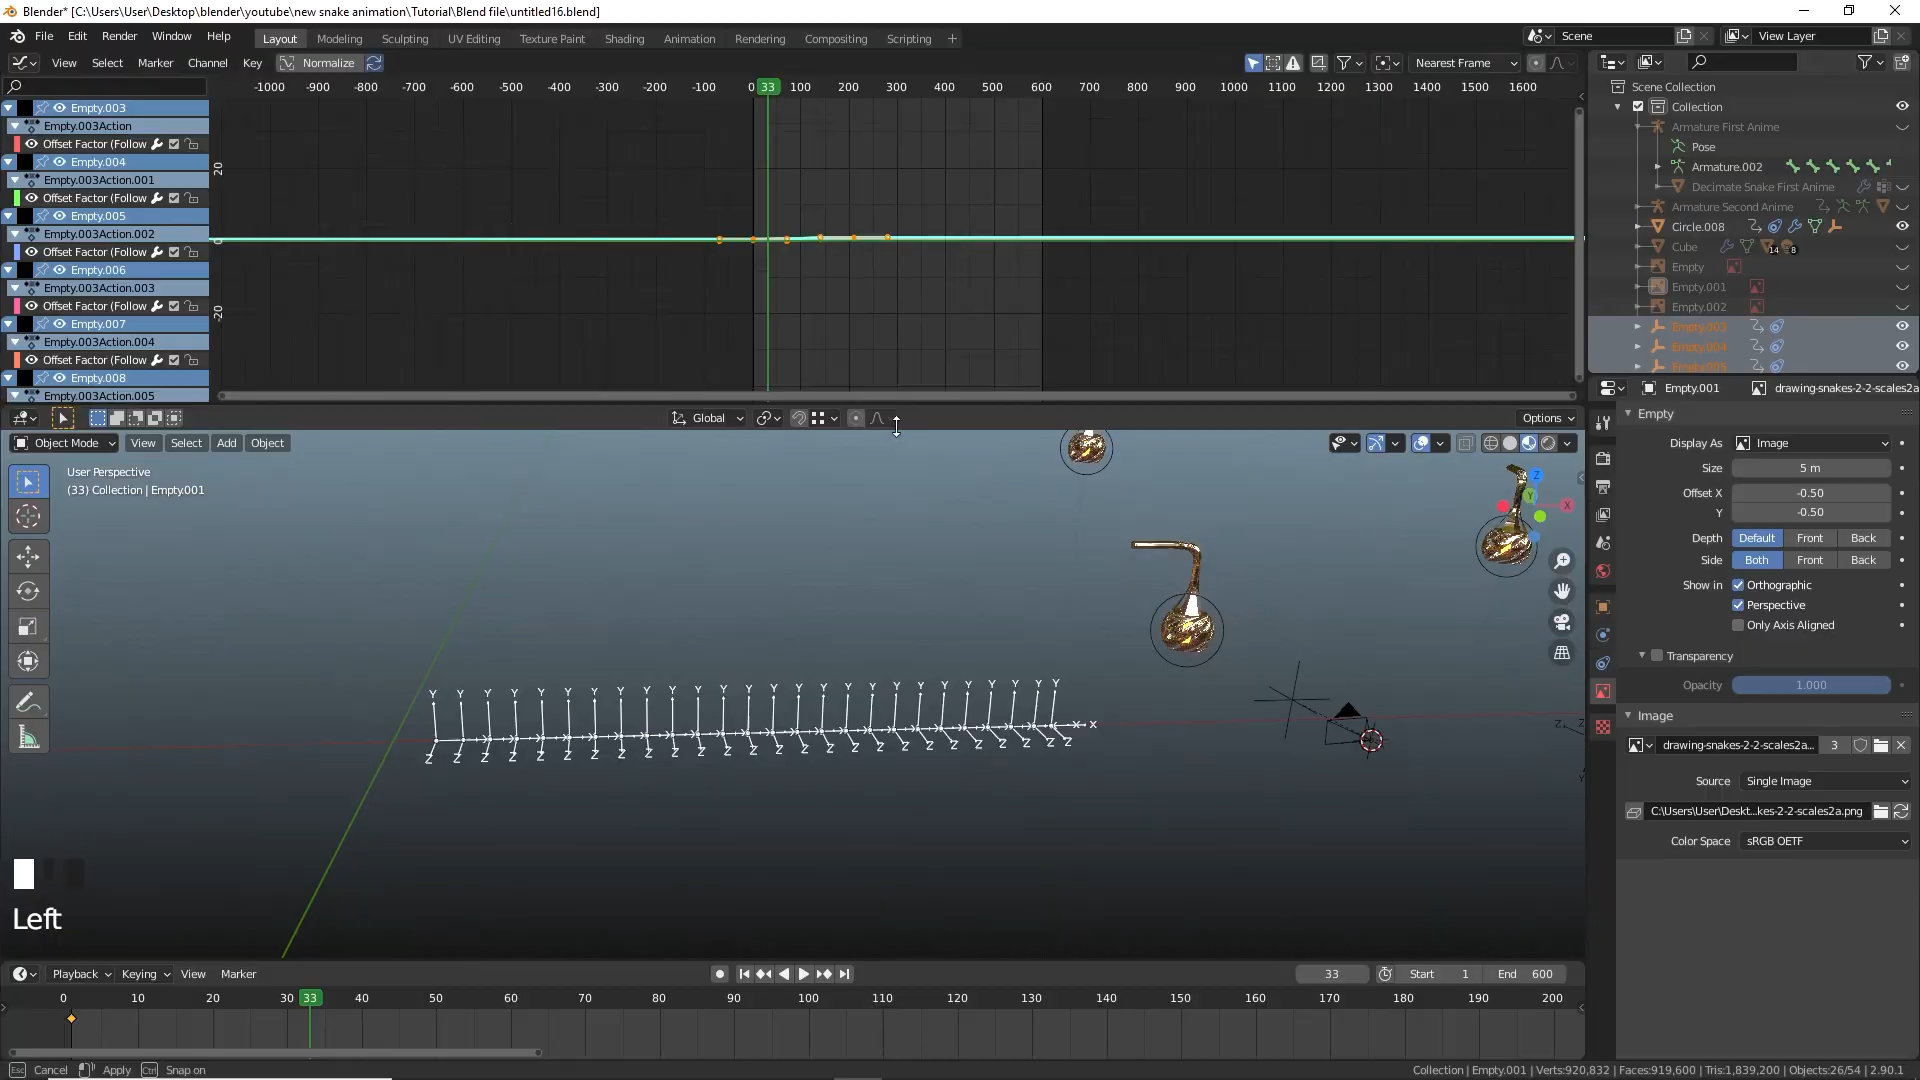 Blender* [C:\Users\User\Desktop\blender\youtube\new snake animation\Tutorial\Blend file\untitled16.blend]
File Edit Render Window Help Layout Modeling Sculpting UV Editing Texture Paint Shading Animation Rendering Compositing Scripting + Scene View Layer
View Select Marker Channel Key Normalize Nearest Frame
-1000 -900 -800 -700 -600 -500 -400 -300 -200 -100 0 33 100 200 300 400 500 600 700 800 900 1000 1100 1200 1300 1400 1500 1600
Empty.003
Empty.003Action
Offset Factor (Follow
Empty.004
Empty.003Action.001
Offset Factor (Follow
Empty.005
Empty.003Action.002
Offset Factor (Follow
Empty.006
Empty.003Action.003
Offset Factor (Follow
Empty.007
Empty.003Action.004
Offset Factor (Follow
Empty.008
Empty.003Action.005
20
0
-20
Scene Collection
Collection
Armature First Anime
Pose
Armature.002
Decimate Snake First Anime
Armature Second Anime
Circle.008
Cube 14 8
Empty
Empty.001
Empty.002
Empty.003
Empty.004
Empty.005
Global Options
Object Mode View Select Add Object
User Perspective
(33) Collection | Empty.001
Z
Y
X
Y Y Y Y Y Y Y Y Y Y Y Y Y Y Y Y Y Y Y Y Y Y Y Y Y
X
Z Z Z Z Z Z Z Z Z Z Z Z Z Z Z Z Z Z Z Z Z Z Z Z Z
Left
Empty.001 drawing-snakes-2-2-scales2a
Empty
Display As Image
Size 5 m
Offset X -0.50
Y -0.50
Depth Default Front Back
Side Both Front Back
Show in Orthographic
Perspective
Only Axis Aligned
Transparency
Opacity 1.000
Image
drawing-snakes-2-2-scales2a... 3
Source Single Image
C:\Users\User\Deskt...kes-2-2-scales2a.png
Color Space sRGB OETF
Playback Keying View Marker 33 Start 1 End 600
0 10 20 30 33 40 50 60 70 80 90 100 110 120 130 140 150 160 170 180 190 200
Esc Cancel Apply Ctrl Snap on Collection | Empty.001 | Verts:920,832 | Faces:919,600 | Tris:1,839,200 | Objects:26/54 | 2.90.1